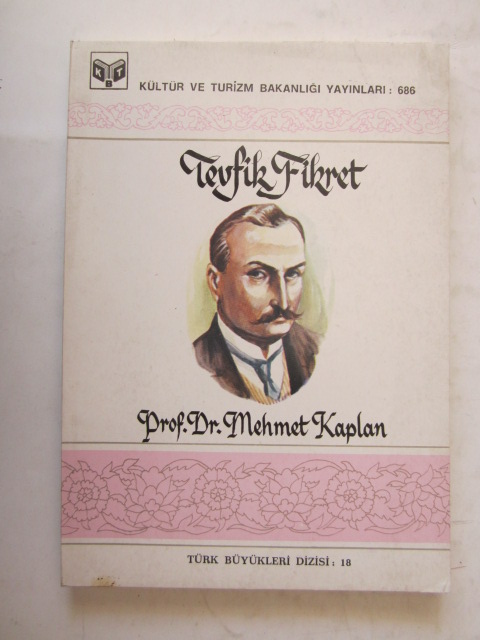 KTB
KÜLTÜR VE TURİZM BAKANLIĞI YAYINLARI: 686
Tevfik Fikret
Prof. Dr. Mehmet Kaplan
TÜRK BÜYÜKLERİ DİZİSİ: 18